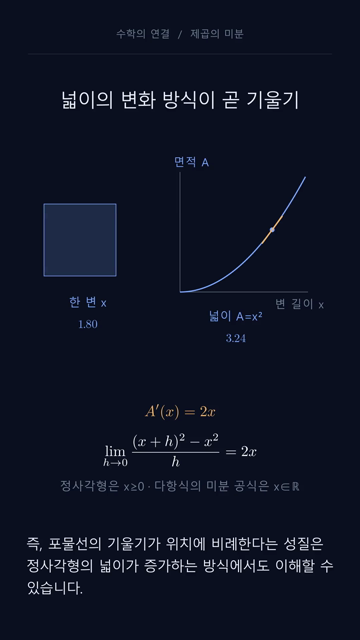 수학의 연결 / 제곱의 미분
넓이의 변화 방식이 곧 기울기
면적 A
변 길이 x
한 변 x
1.80
넓이 A=x²
3.24
A′(x) = 2x
lim h→0 (x + h)² − x² / h = 2x
정사각형은 x≥0 · 다항식의 미분 공식은 x∈ℝ
즉, 포물선의 기울기가 위치에 비례한다는 성질은
정사각형의 넓이가 증가하는 방식에서도 이해할 수
있습니다.